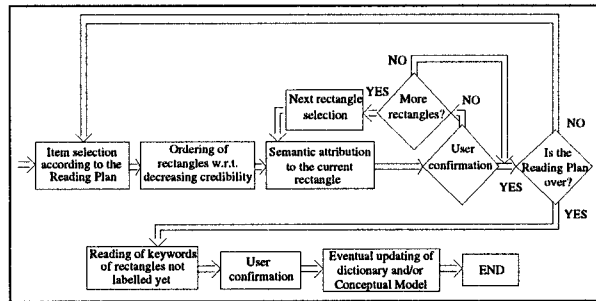 NO
YES
Next rectangle
selection
More
rectangles?
NO
Item selection
according to the
Reading Plan
Ordering of
rectangles w.r.t.
decreasing credibility
Semantic attribution
to the current
rectangle
User
confirmation
YES
Is the
Reading Plan
over?
NO
YES
Reading of keywords
of rectangles not
labelled yet
User
confirmation
Eventual updating of
dictionary and/or
Conceptual Model
END